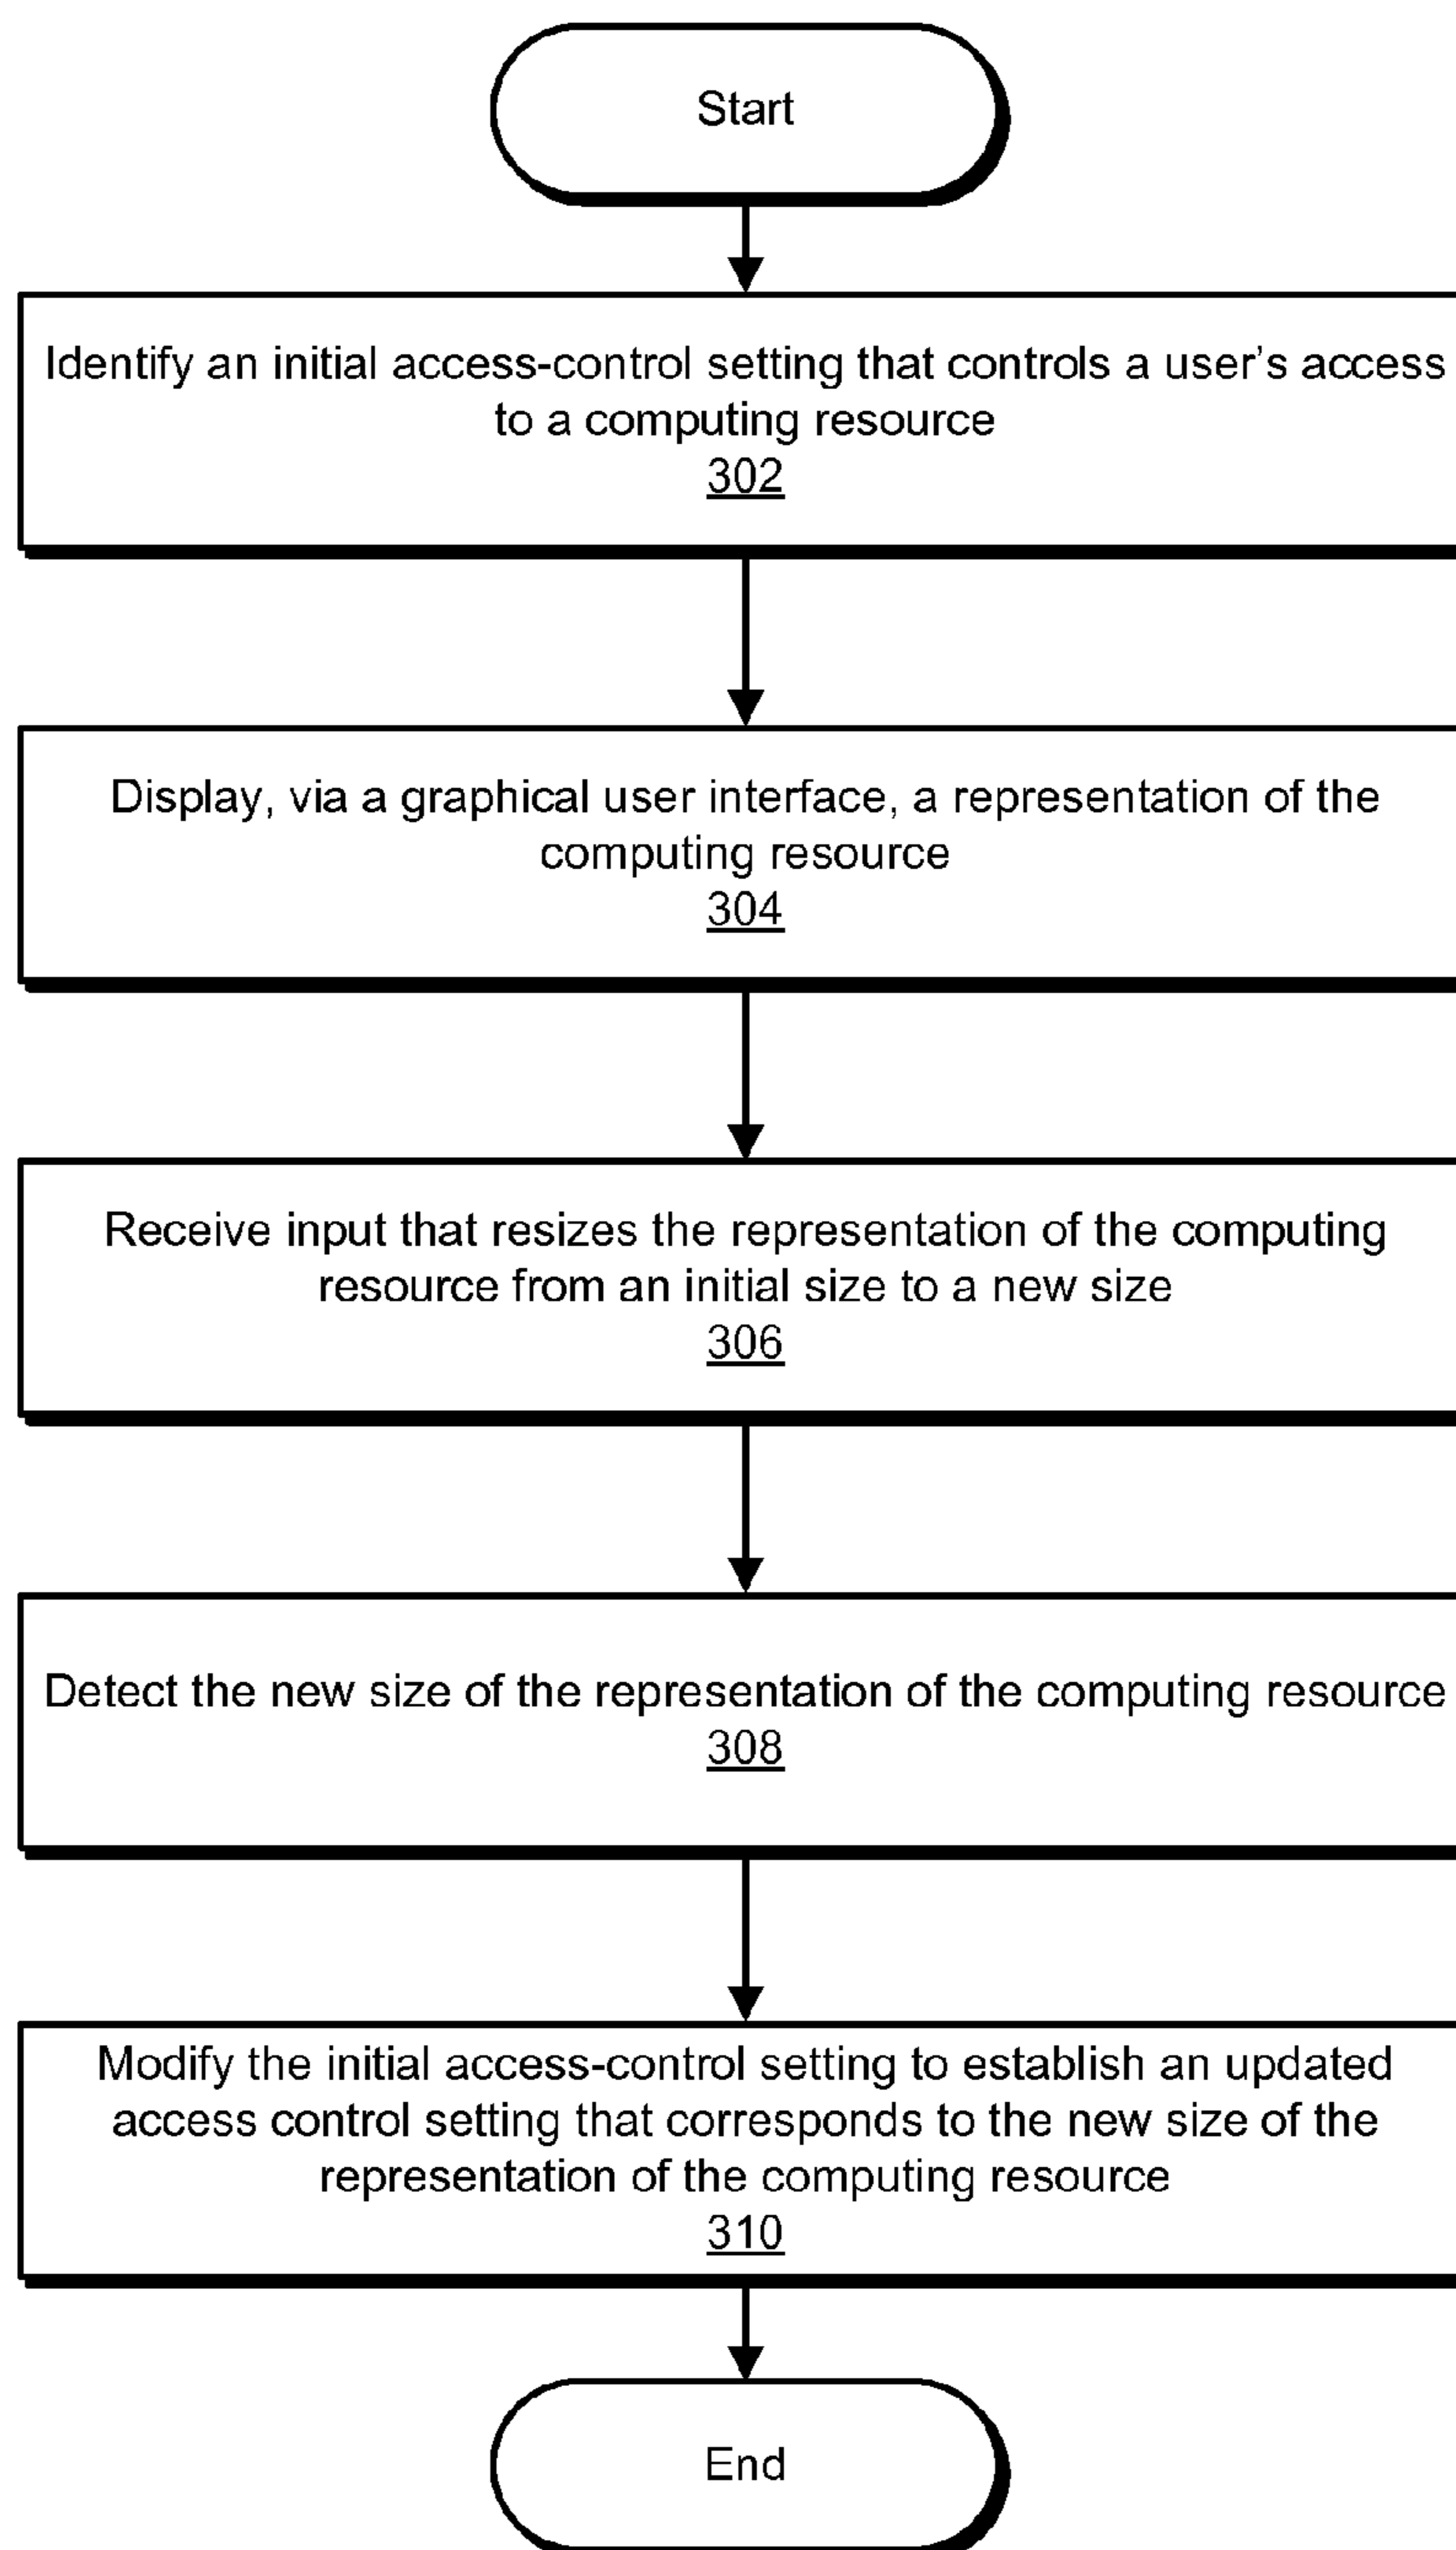 Start
Identify an initial access-control setting that controls a user's access
to a computing resource
302
Display, via a graphical user interface, a representation of the
computing resource
304
Receive input that resizes the representation of the computing
resource from an initial size to a new size
306
Detect the new size of the representation of the computing resource
308
Modify the initial access-control setting to establish an updated
access control setting that corresponds to the new size of the
representation of the computing resource
310
End